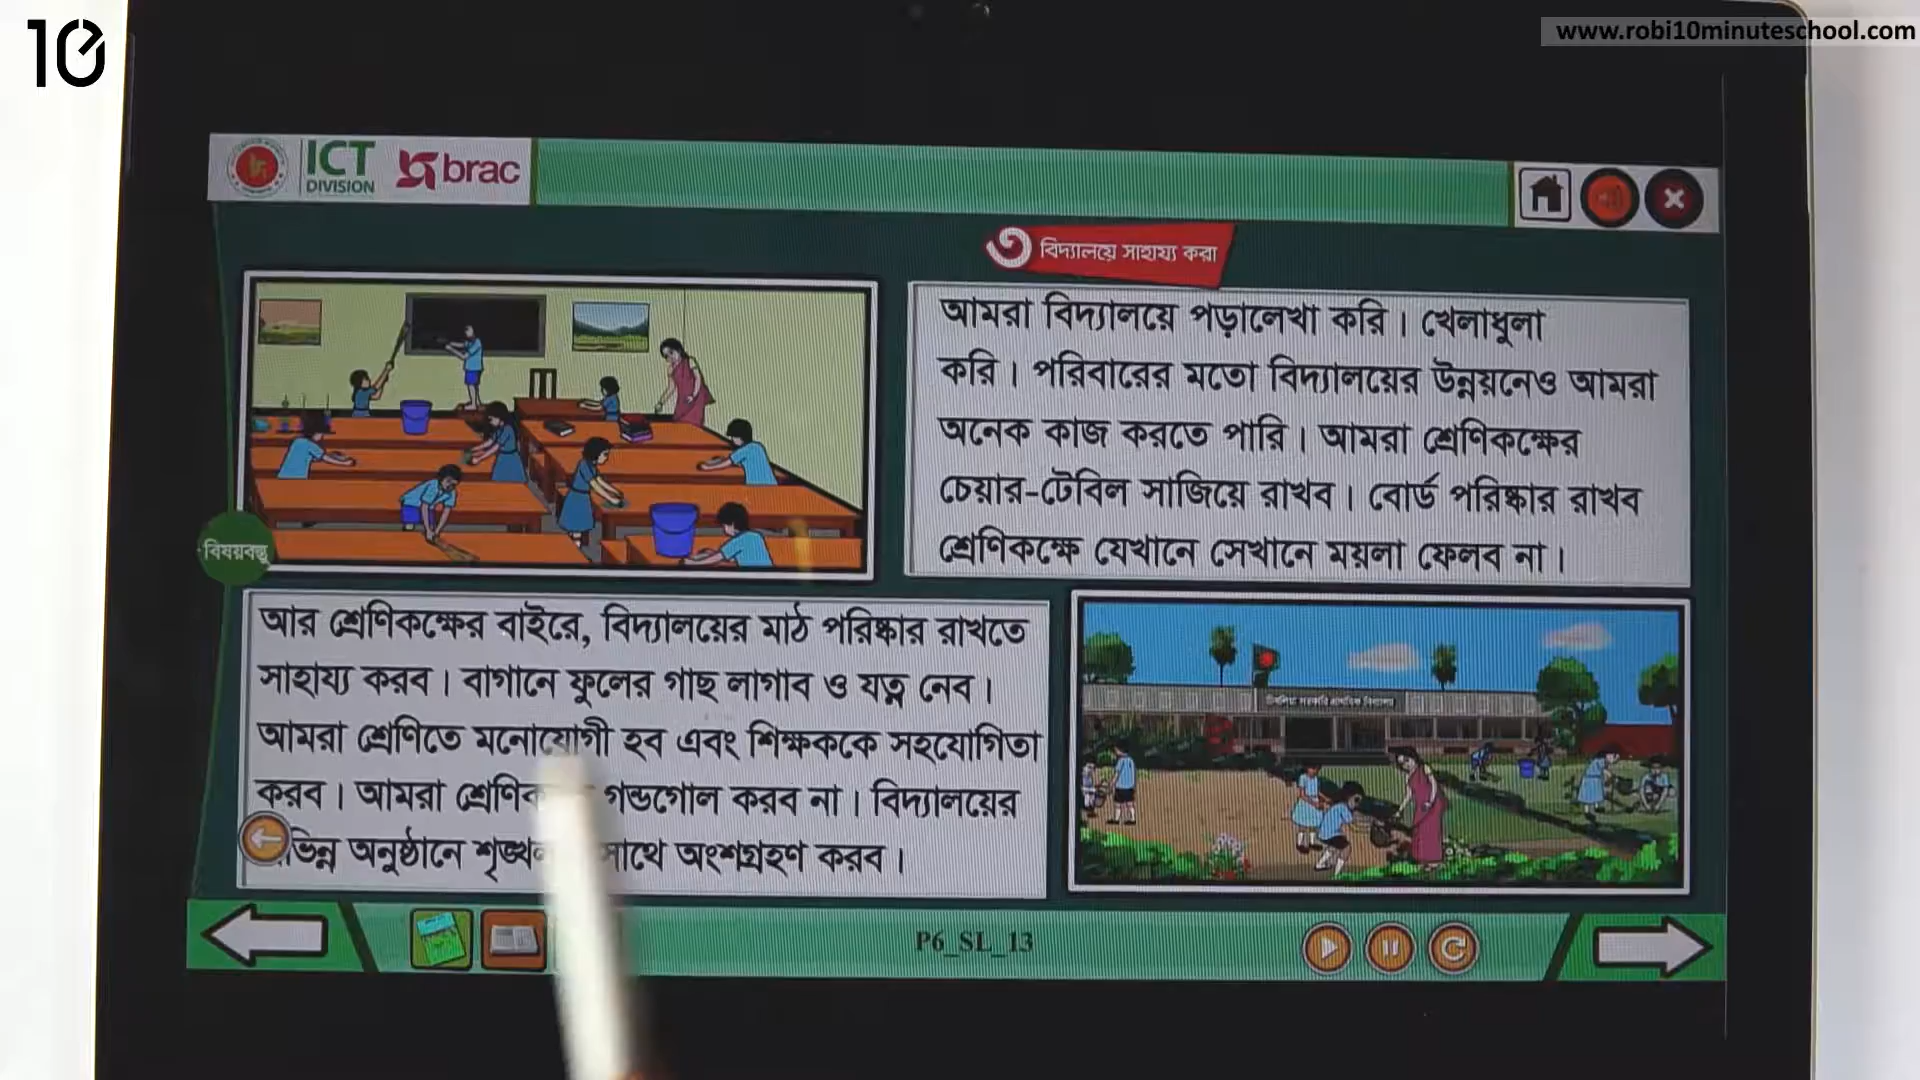 10
www.robi10minuteschool.com
ICT
DIVISION
brac
৩ বিদ্যালয়ে সাহায্য করা
আমরা বিদ্যালয়ে পড়ালেখা করি। খেলাধুলা
করি। পরিবারের মতো বিদ্যালয়ের উন্নয়নেও আমরা
অনেক কাজ করতে পারি। আমরা শ্রেণিকক্ষের
চেয়ার-টেবিল সাজিয়ে রাখব। বোর্ড পরিষ্কার রাখব
শ্রেণিকক্ষে যেখানে সেখানে ময়লা ফেলব না।
বিষয়বস্তু
আর শ্রেণিকক্ষের বাইরে, বিদ্যালয়ের মাঠ পরিষ্কার রাখতে
সাহায্য করব। বাগানে ফুলের গাছ লাগাব ও যত্ন নেব।
আমরা শ্রেণিতে মনোযোগী হব এবং শিক্ষককে সহযোগিতা
করব। আমরা গন্ডগোল করব না। বিদ্যালয়ের
অনুষ্ঠানে অংশগ্রহণ করব।
P6_SL_13